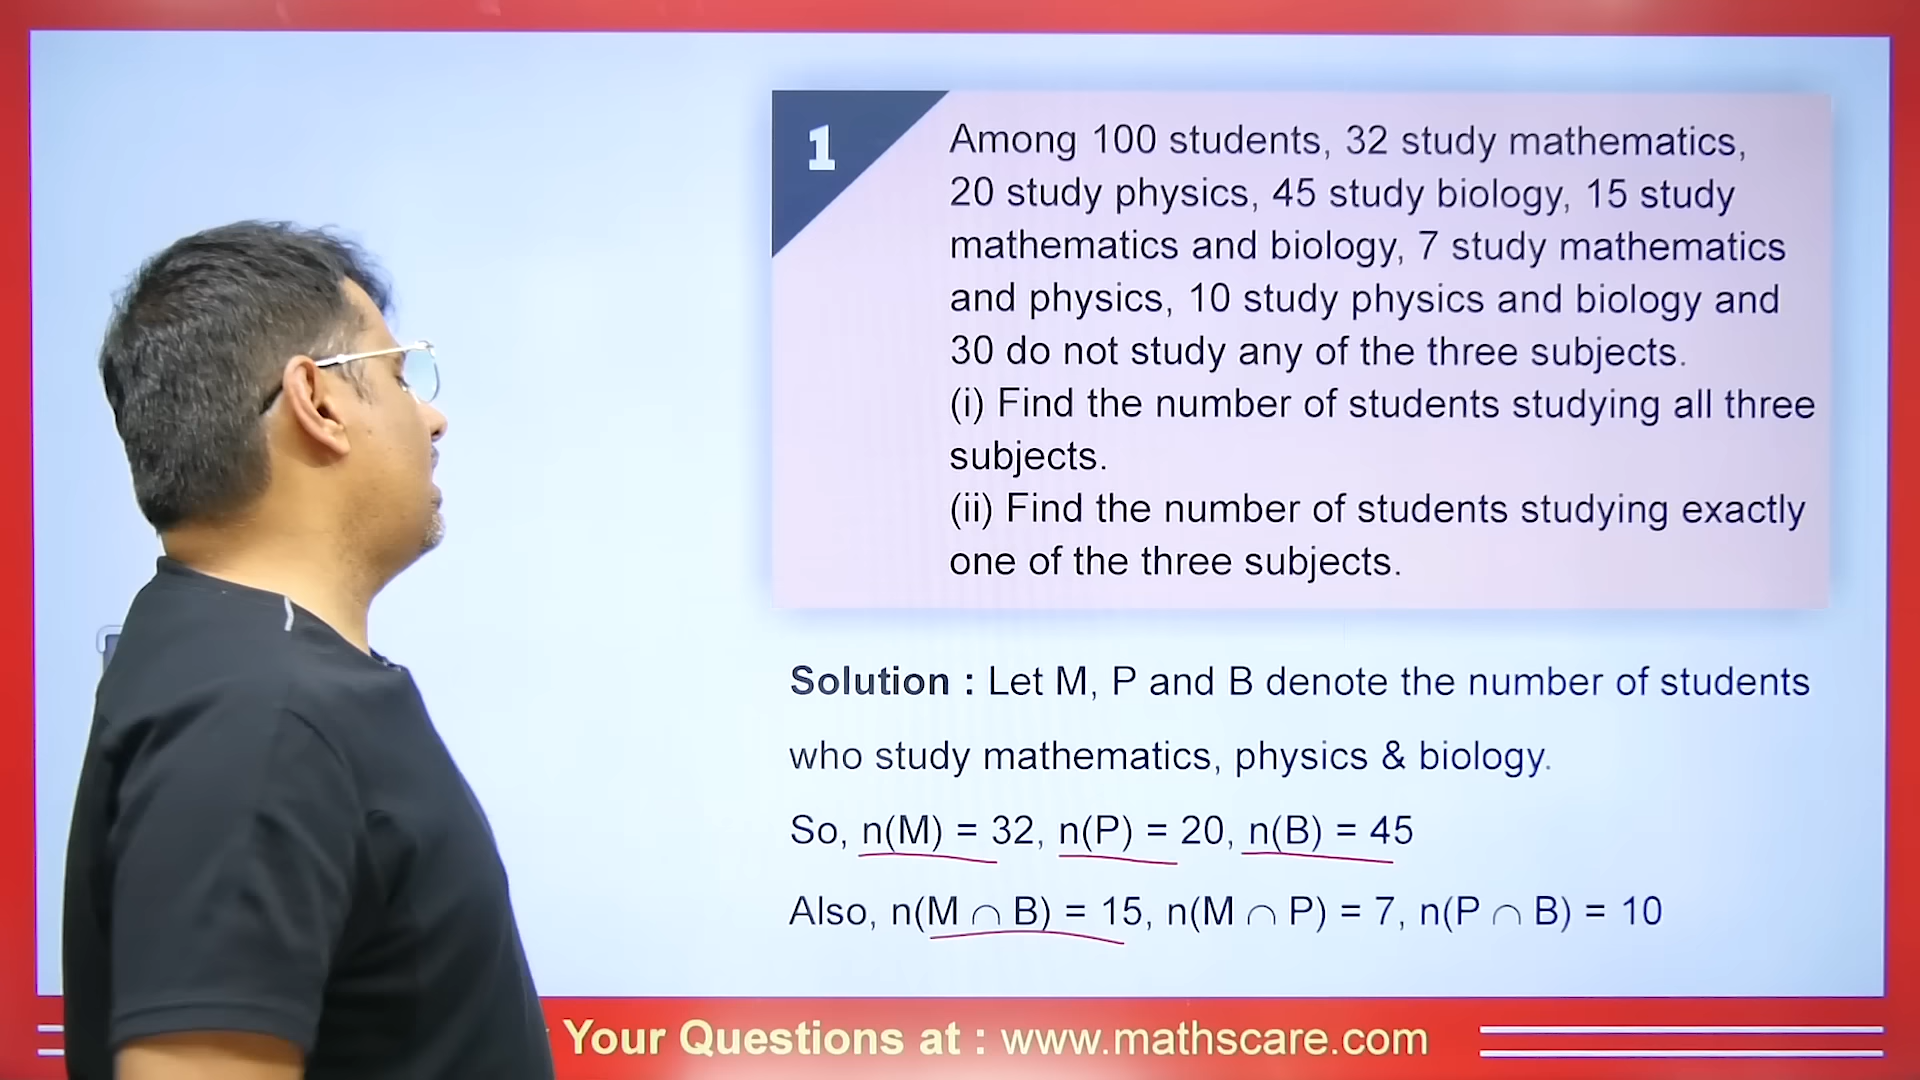 1
Among 100 students, 32 study mathematics,
20 study physics, 45 study biology, 15 study
mathematics and biology, 7 study mathematics
and physics, 10 study physics and biology and
30 do not study any of the three subjects.
(i) Find the number of students studying all three
subjects.
(ii) Find the number of students studying exactly
one of the three subjects.
Solution : Let M, P and B denote the number of students
who study mathematics, physics & biology.
So, n(M) = 32, n(P) = 20, n(B) = 45
Also, n(M ∩ B) = 15, n(M ∩ P) = 7, n(P ∩ B) = 10
Your Questions at : www.mathscare.com